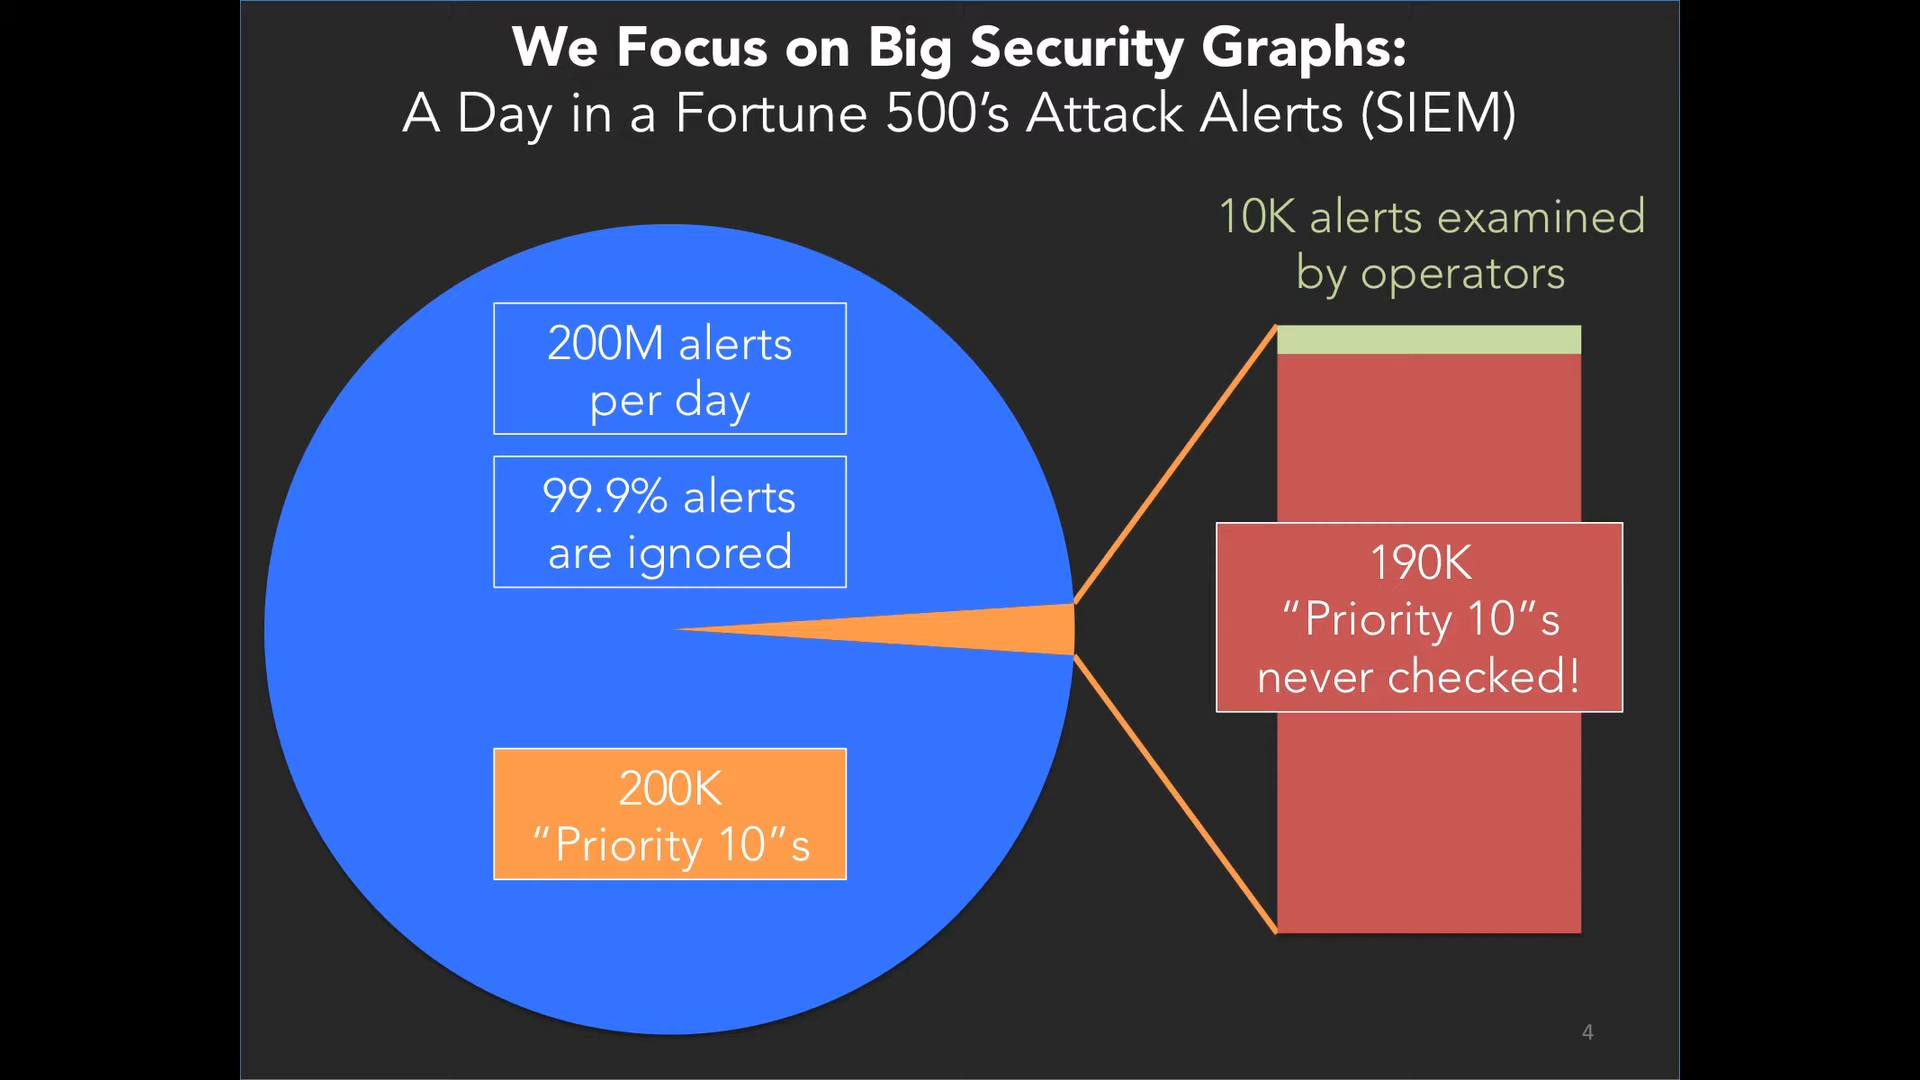 We Focus on Big Security Graphs:
A Day in a Fortune 500’s Attack Alerts (SIEM)
10K alerts examined
by operators
200M alerts
per day
99.9% alerts
are ignored
190K
“Priority 10”s
never checked!
200K
“Priority 10”s
4